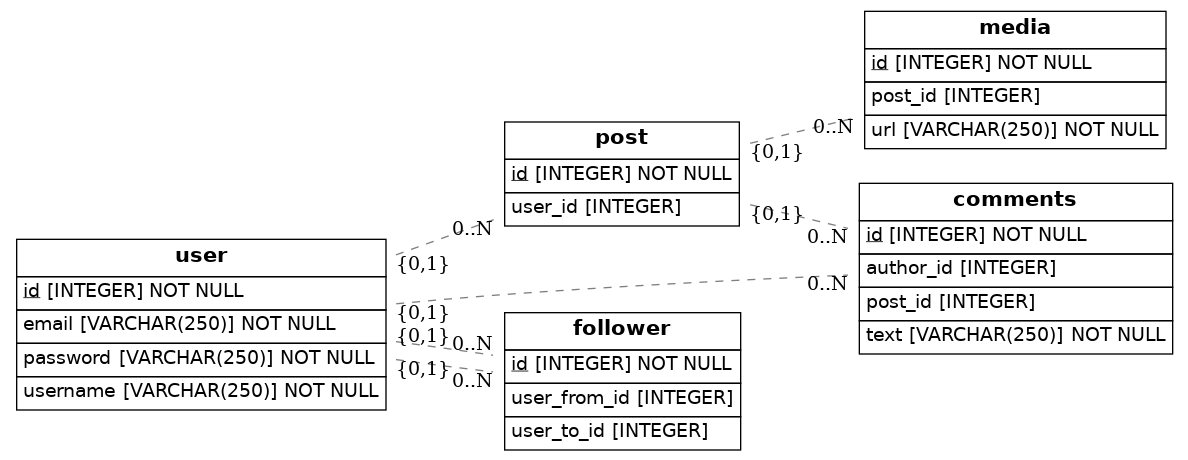 media
id [INTEGER] NOT NULL
post_id [INTEGER]
url [VARCHAR(250)] NOT NULL
0..N
{0,1}
post
id [INTEGER] NOT NULL
user_id [INTEGER]
{0,1}
0..N
comments
id [INTEGER] NOT NULL
author_id [INTEGER]
post_id [INTEGER]
text [VARCHAR(250)] NOT NULL
0..N
{0,1}
0..N
{0,1}
user
id [INTEGER] NOT NULL
email [VARCHAR(250)] NOT NULL
password [VARCHAR(250)] NOT NULL
username [VARCHAR(250)] NOT NULL
{0,1}
0..N
{0,1}
0..N
follower
id [INTEGER] NOT NULL
user_from_id [INTEGER]
user_to_id [INTEGER]